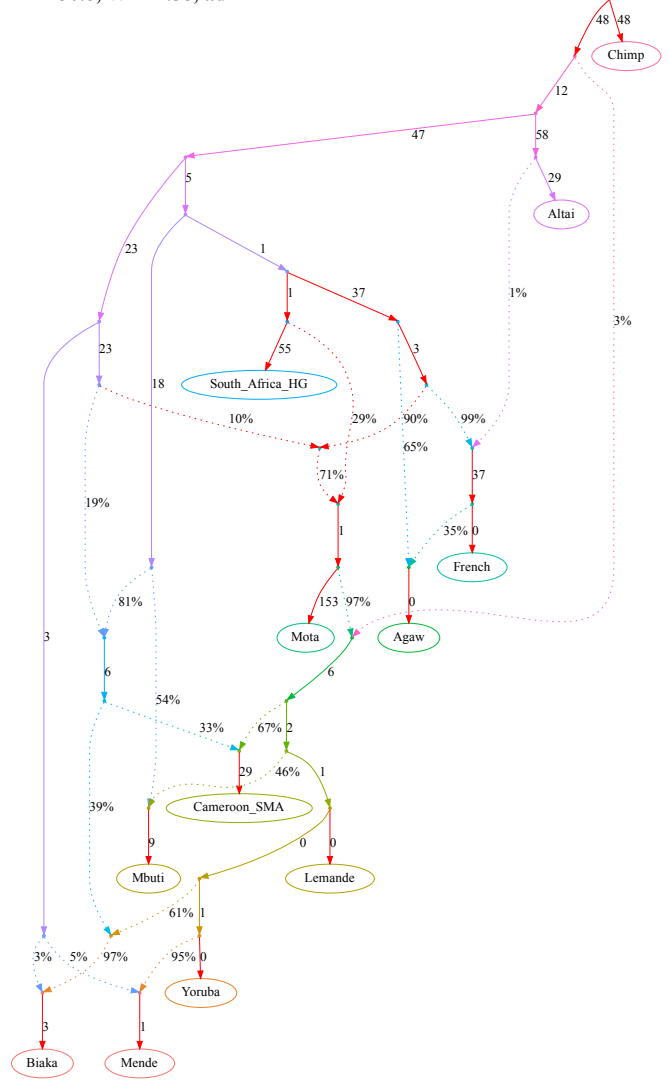 48 48
Chimp
12
47 58
5
29
Altai
23 1
1 37
1% 3%
23 3
55
18 South_Africa_HG
10% 29% 90% 99%
65%
71%
37
19%
1 35% 0
French
81% 153 97% 0
3 Mota Agaw
6 6
54%
33% 67% 2
29 46% 1
39% Cameroon_SMA
9 0 0
Mbuti Lemande
61% 1
3% 5% 97% 95% 0
Yoruba
3 1
Biaka Mende